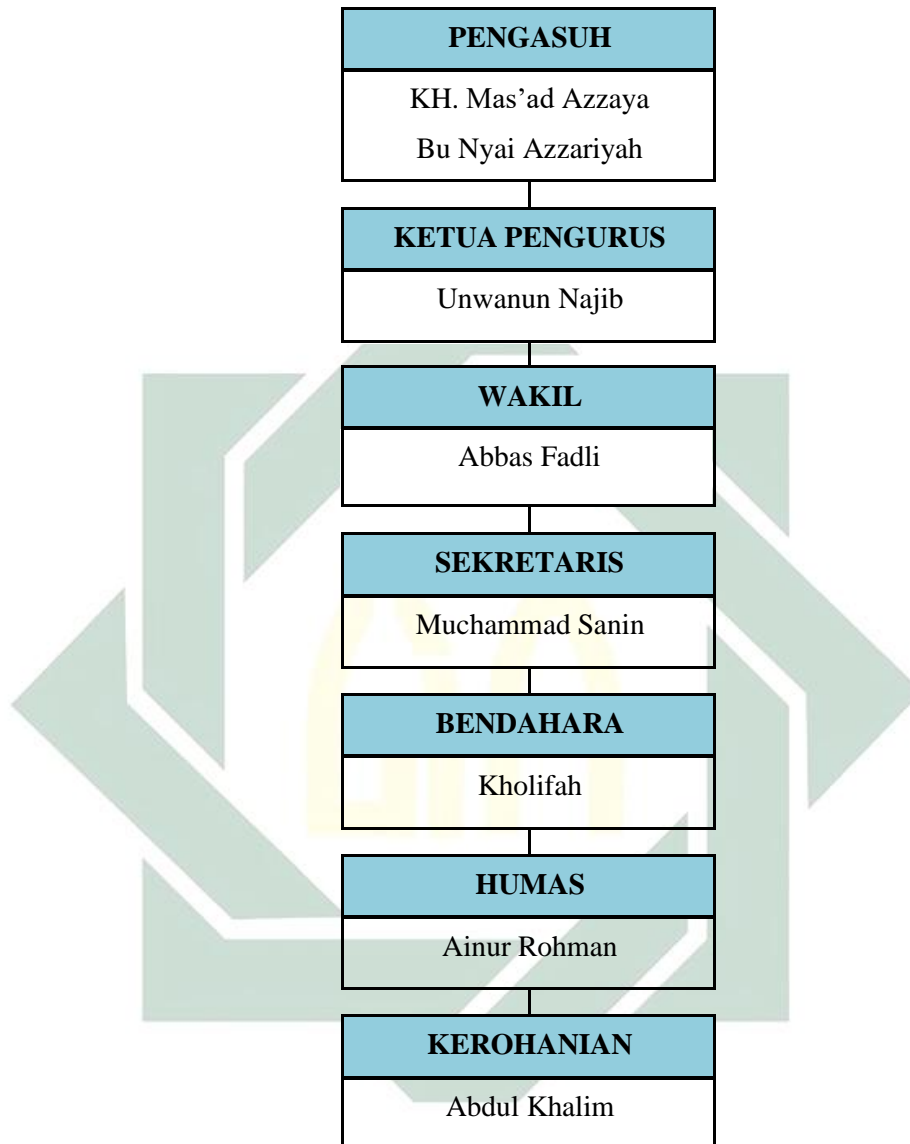 PENGASUH
KH. Mas’ad Azzaya
Bu Nyai Azzariyah
KETUA PENGURUS
Unwanun Najib
WAKIL
Abbas Fadli
SEKRETARIS
Muchammad Sanin
BENDAHARA
Kholifah
HUMAS
Ainur Rohman
KEROHANIAN
Abdul Khalim